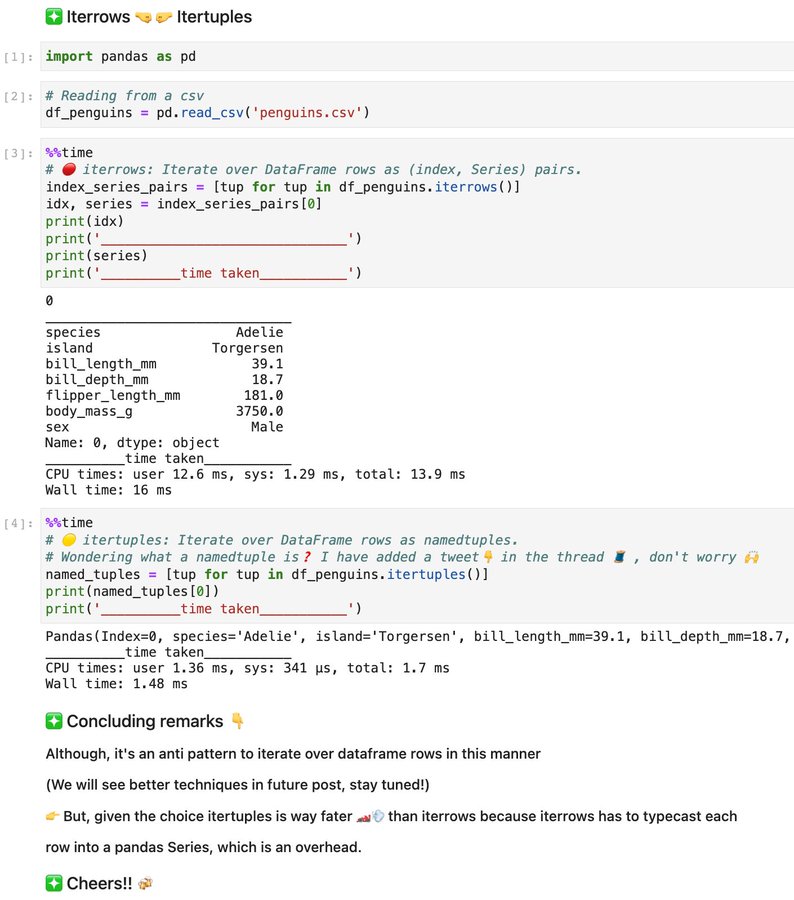 ❇️ Iterrows 🤜 🤛 Itertuples
[1]: import pandas as pd
[2]: # Reading from a csv
df_penguins = pd.read_csv('penguins.csv')
[3]: %%time
# 🔴 iterrows: Iterate over DataFrame rows as (index, Series) pairs.
index_series_pairs = [tup for tup in df_penguins.iterrows()]
idx, series = index_series_pairs[0]
print(idx)
print('_______________________________')
print(series)
print('__________time taken___________')
0
_______________________________
species Adelie
island Torgersen
bill_length_mm 39.1
bill_depth_mm 18.7
flipper_length_mm 181.0
body_mass_g 3750.0
sex Male
Name: 0, dtype: object
__________time taken___________
CPU times: user 12.6 ms, sys: 1.29 ms, total: 13.9 ms
Wall time: 16 ms
[4]: %%time
# 🟡 itertuples: Iterate over DataFrame rows as namedtuples.
# Wondering what a namedtuple is❓ I have added a tweet👇 in the thread 🧵 , don't worry 🙌
named_tuples = [tup for tup in df_penguins.itertuples()]
print(named_tuples[0])
print('__________time taken___________')
Pandas(Index=0, species='Adelie', island='Torgersen', bill_length_mm=39.1, bill_depth_mm=18.7,
__________time taken___________
CPU times: user 1.36 ms, sys: 341 µs, total: 1.7 ms
Wall time: 1.48 ms
❇️ Concluding remarks 👇
Although, it's an anti pattern to iterate over dataframe rows in this manner
(We will see better techniques in future post, stay tuned!)
👉 But, given the choice itertuples is way fater 🏎️💨 than iterrows because iterrows has to typecast each
row into a pandas Series, which is an overhead.
❇️ Cheers!! 🍻